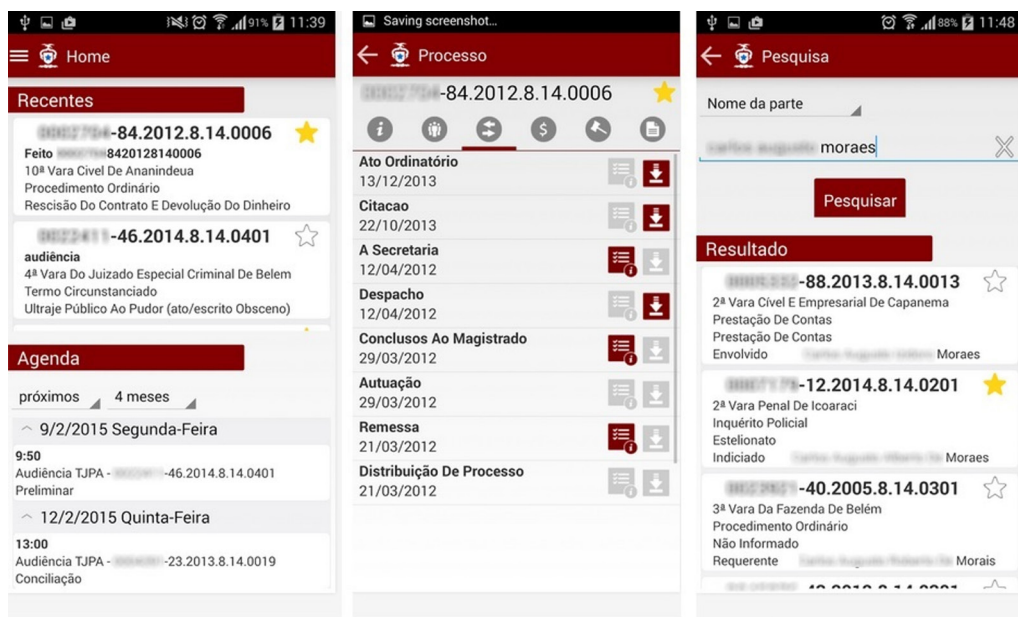 91% 11:39
Home
Recentes
-84.2012.8.14.0006
Feito 8420128140006
10ª Vara Civel De Ananindeua
Procedimento Ordinário
Rescisão Do Contrato E Devolução Do Dinheiro
-46.2014.8.14.0401
audiência
4ª Vara Do Juizado Especial Criminal De Belem
Termo Circunstanciado
Ultraje Público Ao Pudor (ato/escrito Obsceno)
Agenda
próximos 4 meses
9/2/2015 Segunda-Feira
9:50
Audiência TJPA - -46.2014.8.14.0401
Preliminar
12/2/2015 Quinta-Feira
13:00
Audiência TJPA - -23.2013.8.14.0019
Conciliação
Saving screenshot...
Processo
-84.2012.8.14.0006
Ato Ordinatório
13/12/2013
Citacao
22/10/2013
A Secretaria
12/04/2012
Despacho
12/04/2012
Conclusos Ao Magistrado
29/03/2012
Autuação
29/03/2012
Remessa
21/03/2012
Distribuição De Processo
21/03/2012
88% 11:48
Pesquisa
Nome da parte
moraes
Pesquisar
Resultado
-88.2013.8.14.0013
2ª Vara Cível E Empresarial De Capanema
Prestação De Contas
Prestação De Contas
Envolvido Moraes
-12.2014.8.14.0201
2ª Vara Penal De Icoaraci
Inquérito Policial
Estelionato
Indiciado Moraes
-40.2005.8.14.0301
3ª Vara Da Fazenda De Belém
Procedimento Ordinário
Não Informado
Requerente Morais